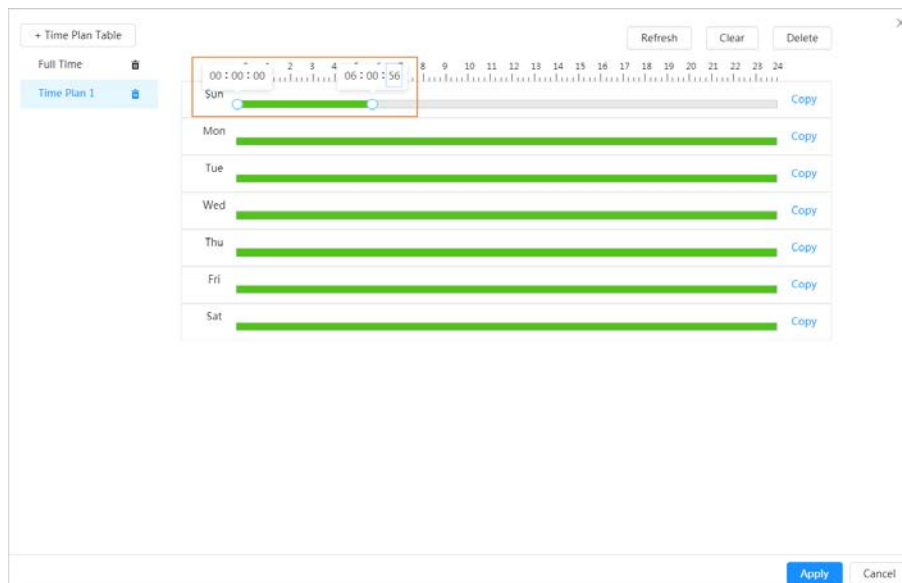 + Time Plan Table
Refresh Clear Delete
Full Time
Time Plan 1
2 3 4 8 9 10 11 12 13 14 15 16 17 18 19 20 21 22 23 24
00:00:00 06:00:56
Sun Copy
Mon Copy
Tue Copy
Wed Copy
Thu Copy
Fri Copy
Sat Copy
Apply Cancel